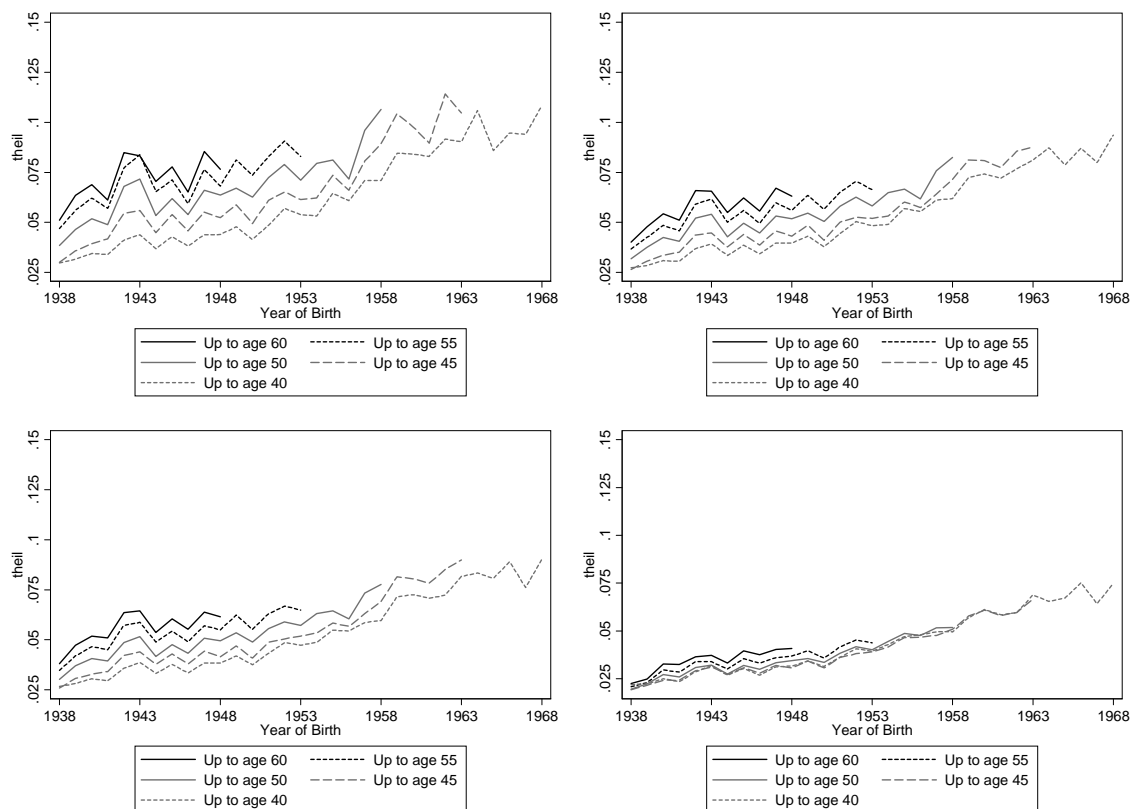 .15
.125
.1
theil
.075
.05
.025
1938 1943 1948 1953 1958 1963 1968
Year of Birth
Up to age 60 Up to age 55
Up to age 50 Up to age 45
Up to age 40
.15
.125
.1
theil
.075
.05
.025
1938 1943 1948 1953 1958 1963 1968
Year of Birth
Up to age 60 Up to age 55
Up to age 50 Up to age 45
Up to age 40
.15
.125
.1
theil
.075
.05
.025
1938 1943 1948 1953 1958 1963 1968
Year of Birth
Up to age 60 Up to age 55
Up to age 50 Up to age 45
Up to age 40
.15
.125
.1
theil
.075
.05
.025
1938 1943 1948 1953 1958 1963 1968
Year of Birth
Up to age 60 Up to age 55
Up to age 50 Up to age 45
Up to age 40